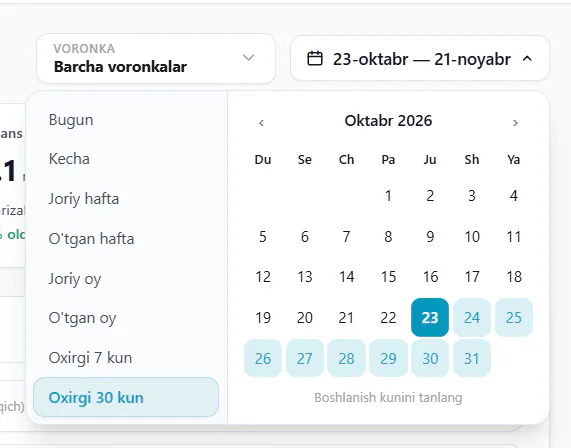 VORONKA
Barcha voronkalar
23-oktabr — 21-noyabr
Bugun
Kecha
Joriy hafta
O'tgan hafta
Joriy oy
O'tgan oy
Oxirgi 7 kun
Oxirgi 30 kun
‹ Oktabr 2026 ›
Du Se Ch Pa Ju Sh Ya
1 2 3 4
5 6 7 8 9 10 11
12 13 14 15 16 17 18
19 20 21 22 23 24 25
26 27 28 29 30 31
Boshlanish kunini tanlang